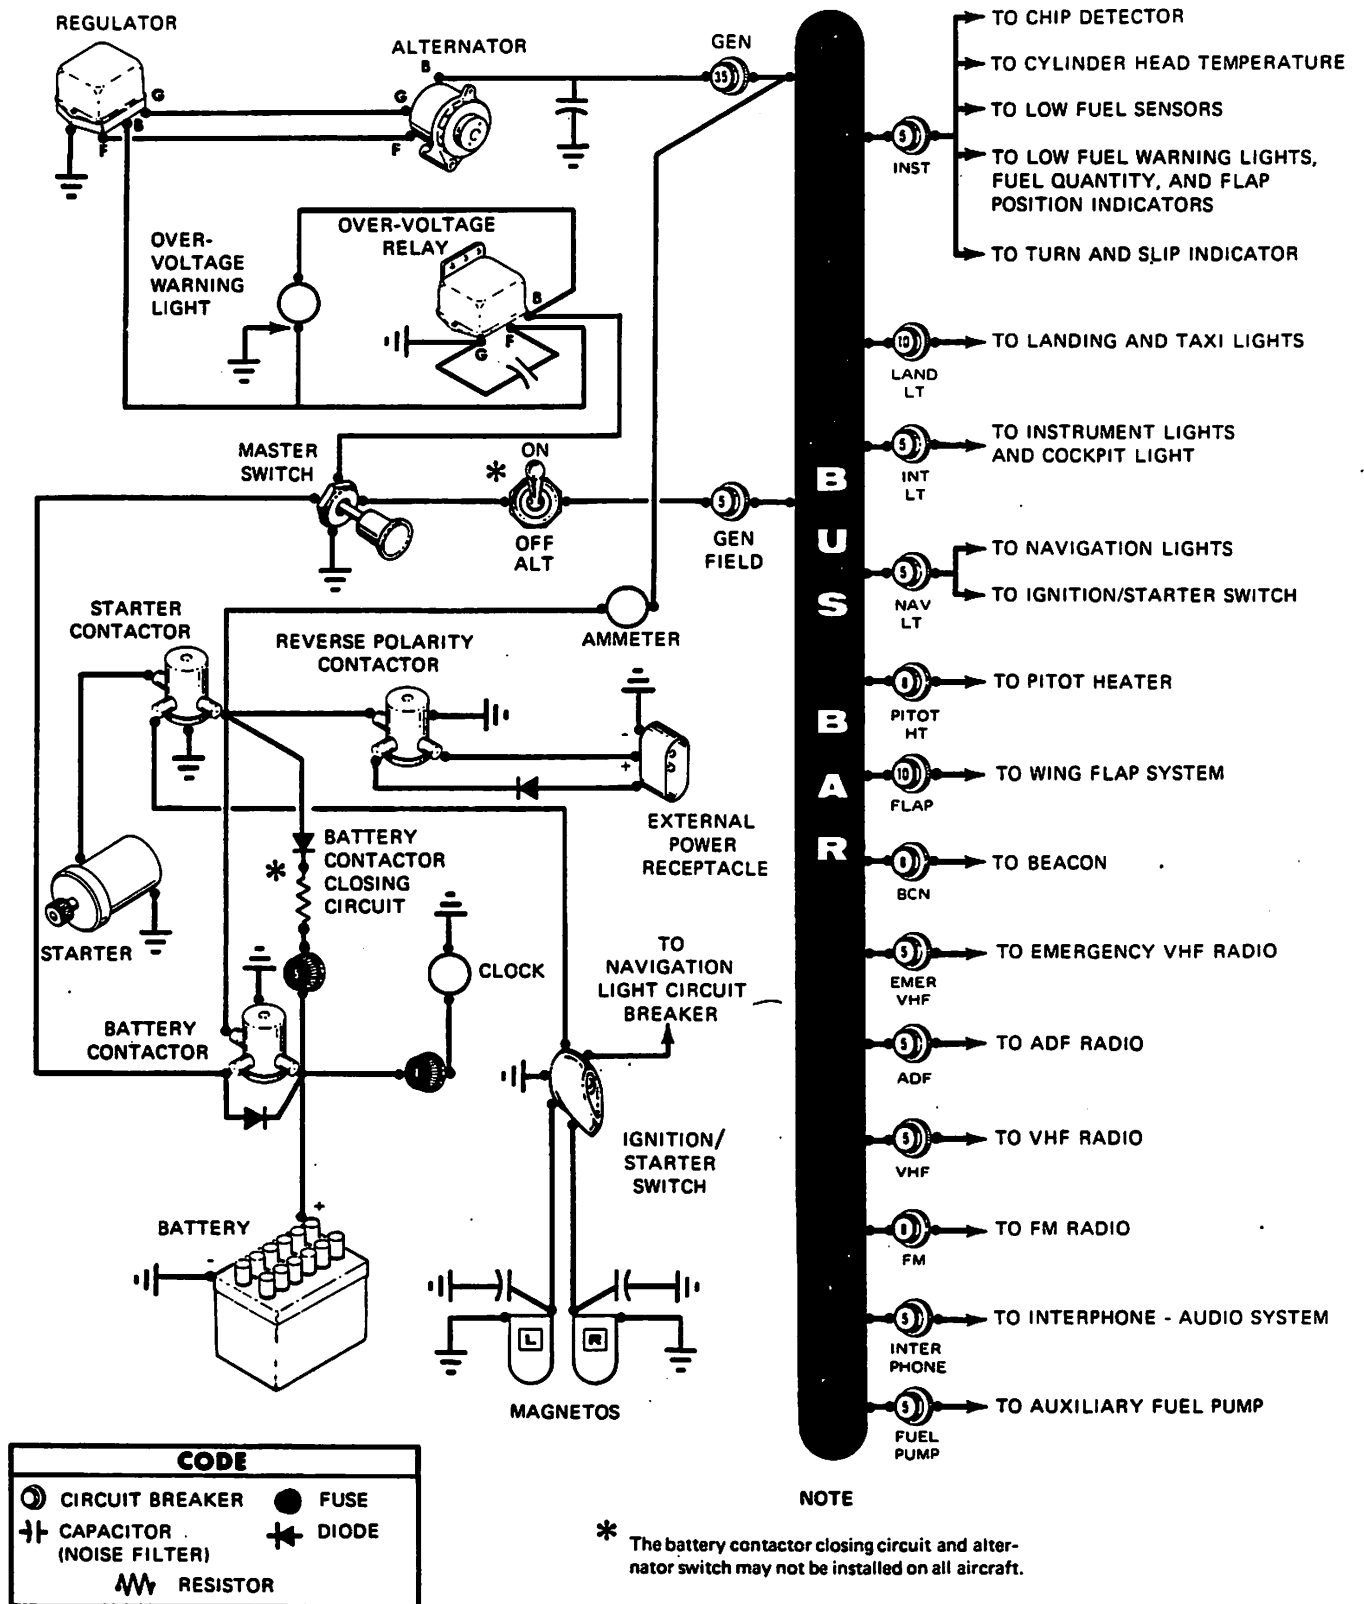 REGULATOR
G
B
F
ALTERNATOR
B
G
F
C
GEN
35
OVER-
VOLTAGE
WARNING
LIGHT
OVER-VOLTAGE
RELAY
B
F
G
MASTER
SWITCH
*
ON
OFF
ALT
5
GEN
FIELD
AMMETER
STARTER
CONTACTOR
REVERSE POLARITY
CONTACTOR
-
+
EXTERNAL
POWER
RECEPTACLE
*
BATTERY
CONTACTOR
CLOSING
CIRCUIT
STARTER
CLOCK
TO
NAVIGATION
LIGHT CIRCUIT
BREAKER
BATTERY
CONTACTOR
IGNITION/
STARTER
SWITCH
BATTERY
+
-
L
R
MAGNETOS
BUS BAR
5
INST
TO CHIP DETECTOR
TO CYLINDER HEAD TEMPERATURE
TO LOW FUEL SENSORS
TO LOW FUEL WARNING LIGHTS,
FUEL QUANTITY, AND FLAP
POSITION INDICATORS
TO TURN AND SLIP INDICATOR
10
LAND
LT
TO LANDING AND TAXI LIGHTS
5
INT
LT
TO INSTRUMENT LIGHTS
AND COCKPIT LIGHT
5
NAV
LT
TO NAVIGATION LIGHTS
TO IGNITION/STARTER SWITCH
PITOT
HT
TO PITOT HEATER
10
FLAP
TO WING FLAP SYSTEM
BCN
TO BEACON
5
EMER
VHF
TO EMERGENCY VHF RADIO
5
ADF
TO ADF RADIO
5
VHF
TO VHF RADIO
FM
TO FM RADIO
5
INTER
PHONE
TO INTERPHONE - AUDIO SYSTEM
5
FUEL
PUMP
TO AUXILIARY FUEL PUMP
CODE
CIRCUIT BREAKER
FUSE
CAPACITOR
(NOISE FILTER)
DIODE
RESISTOR
NOTE
* The battery contactor closing circuit and alter-
nator switch may not be installed on all aircraft.